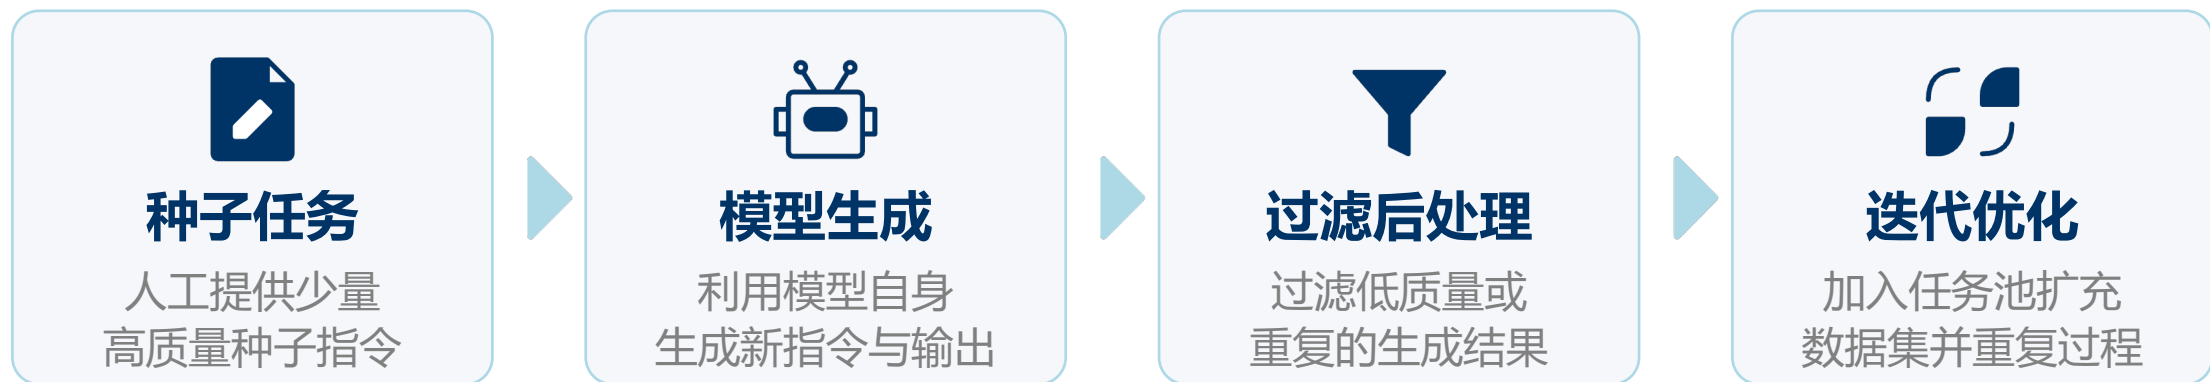 种子任务
人工提供少量
高质量种子指令
模型生成
利用模型自身
生成新指令与输出
过滤后处理
过滤低质量或
重复的生成结果
迭代优化
加入任务池扩充
数据集并重复过程